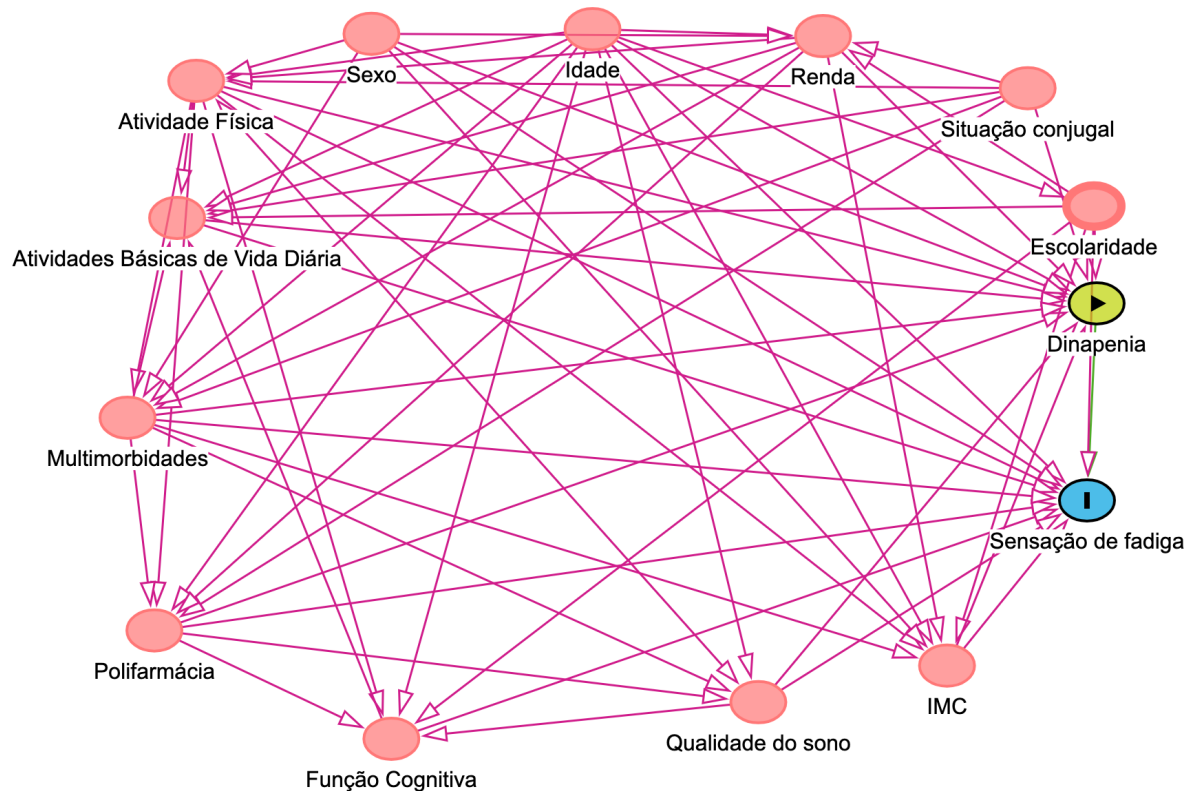 Sexo
Idade
Renda
Atividade Física
Situação conjugal
Atividades Básicas de Vida Diária
Escolaridade
Dinapenia
Multimorbidades
Sensação de fadiga
Polifarmácia
IMC
Qualidade do sono
Função Cognitiva